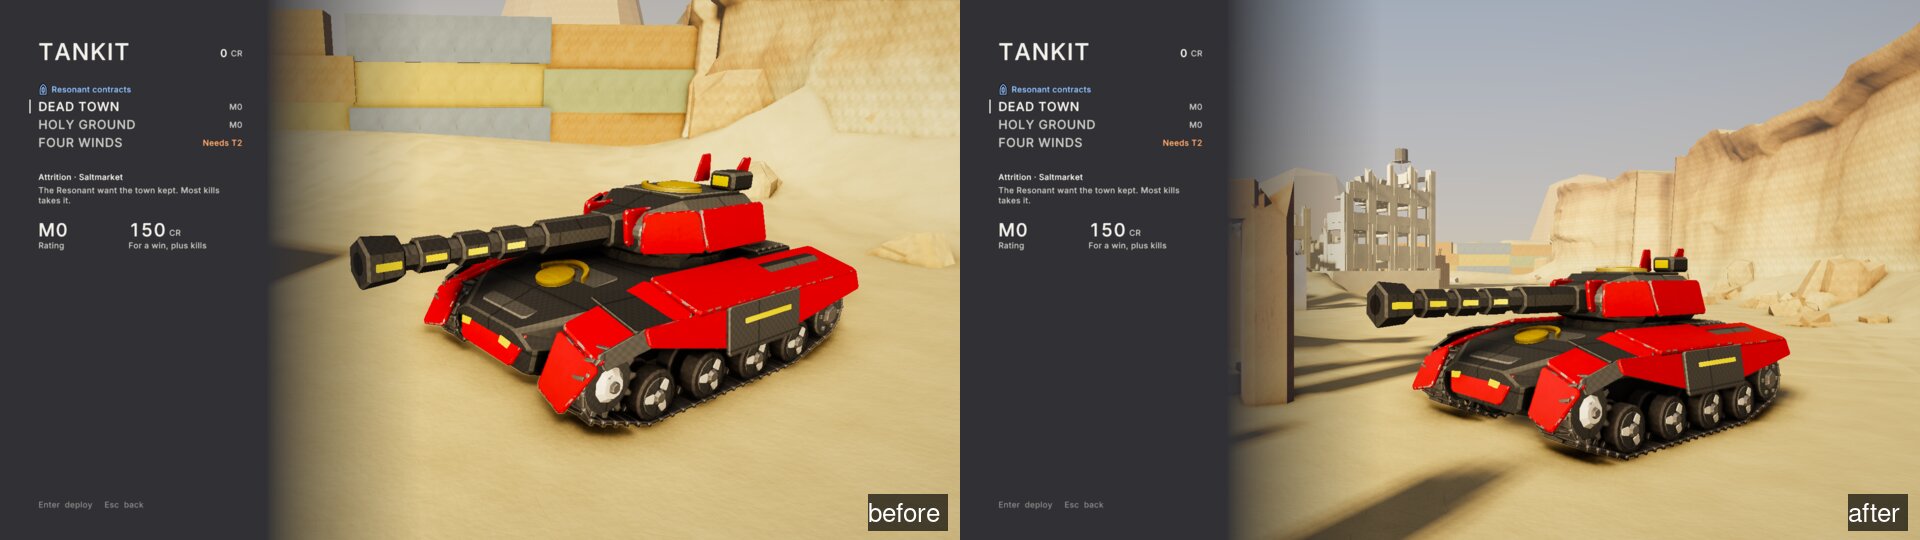 TANKIT
0 CR
Resonant contracts
DEAD TOWN M0
HOLY GROUND M0
FOUR WINDS Needs T2
Attrition · Saltmarket
The Resonant want the town kept. Most kills
takes it.
M0 150 CR
Rating For a win, plus kills
Enter deploy Esc back
before
TANKIT
0 CR
Resonant contracts
DEAD TOWN M0
HOLY GROUND M0
FOUR WINDS Needs T2
Attrition · Saltmarket
The Resonant want the town kept. Most kills
takes it.
M0 150 CR
Rating For a win, plus kills
Enter deploy Esc back
after